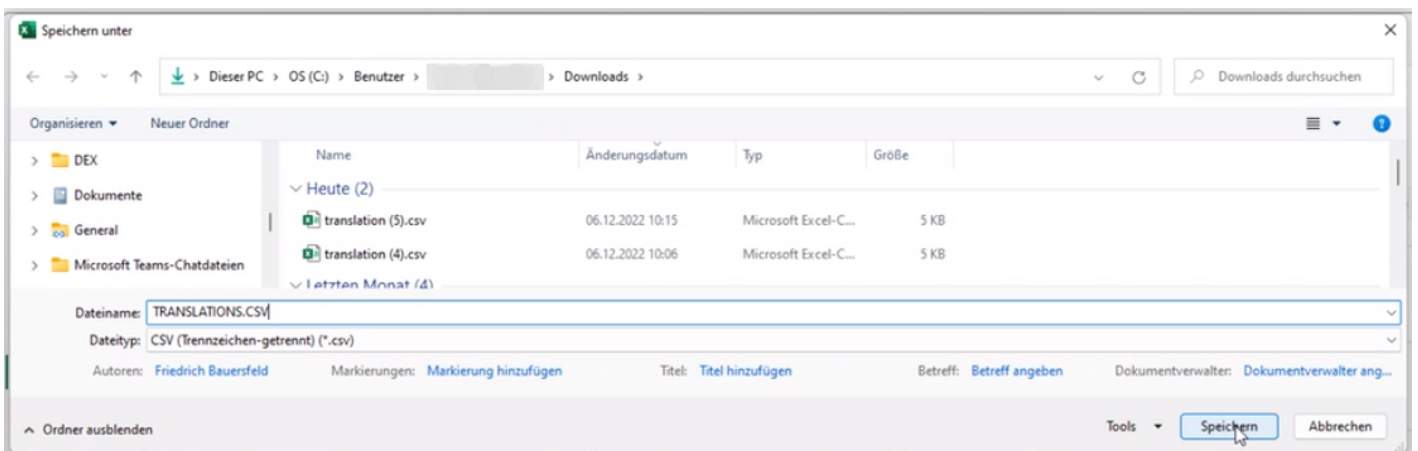 Speichern unter
Dieser PC > OS (C:) > Benutzer > > Downloads >
Downloads durchsuchen
Organisieren Neuer Ordner
Name Änderungsdatum Typ Größe
DEX
Dokumente
General
Microsoft Teams-Chatdateien
Heute (2)
translation (5).csv 06.12.2022 10:15 Microsoft Excel-C... 5 KB
translation (4).csv 06.12.2022 10:06 Microsoft Excel-C... 5 KB
Letzten Monat (4)
Dateiname: TRANSLATIONS.CSV
Dateityp: CSV (Trennzeichen-getrennt) (*.csv)
Autoren: Friedrich Bauersfeld Markierungen: Markierung hinzufügen Titel: Titel hinzufügen Betreff: Betreff angeben Dokumentverwalter: Dokumentverwalter ang...
Ordner ausblenden Tools Speichern Abbrechen